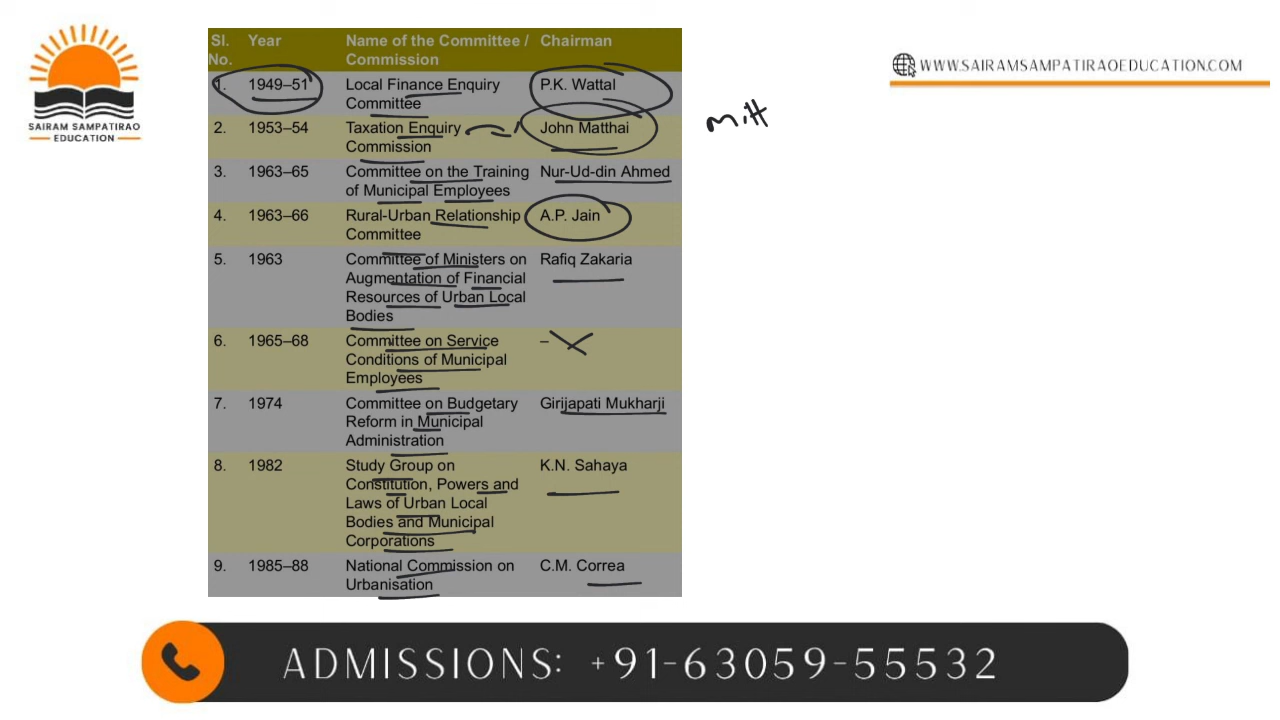 SAIRAM SAMPATIRAO
EDUCATION
WWW.SAIRAMSAMPATIRAOEDUCATION.COM
Sl. No. Year Name of the Committee / Commission Chairman
1. 1949–51 Local Finance Enquiry Committee P.K. Wattal
2. 1953–54 Taxation Enquiry Commission John Matthai
3. 1963–65 Committee on the Training of Municipal Employees Nur-Ud-din Ahmed
4. 1963–66 Rural-Urban Relationship Committee A.P. Jain
5. 1963 Committee of Ministers on Augmentation of Financial Resources of Urban Local Bodies Rafiq Zakaria
6. 1965–68 Committee on Service Conditions of Municipal Employees –
7. 1974 Committee on Budgetary Reform in Municipal Administration Girijapati Mukharji
8. 1982 Study Group on Constitution, Powers and Laws of Urban Local Bodies and Municipal Corporations K.N. Sahaya
9. 1985–88 National Commission on Urbanisation C.M. Correa
ADMISSIONS: +91-63059-55532